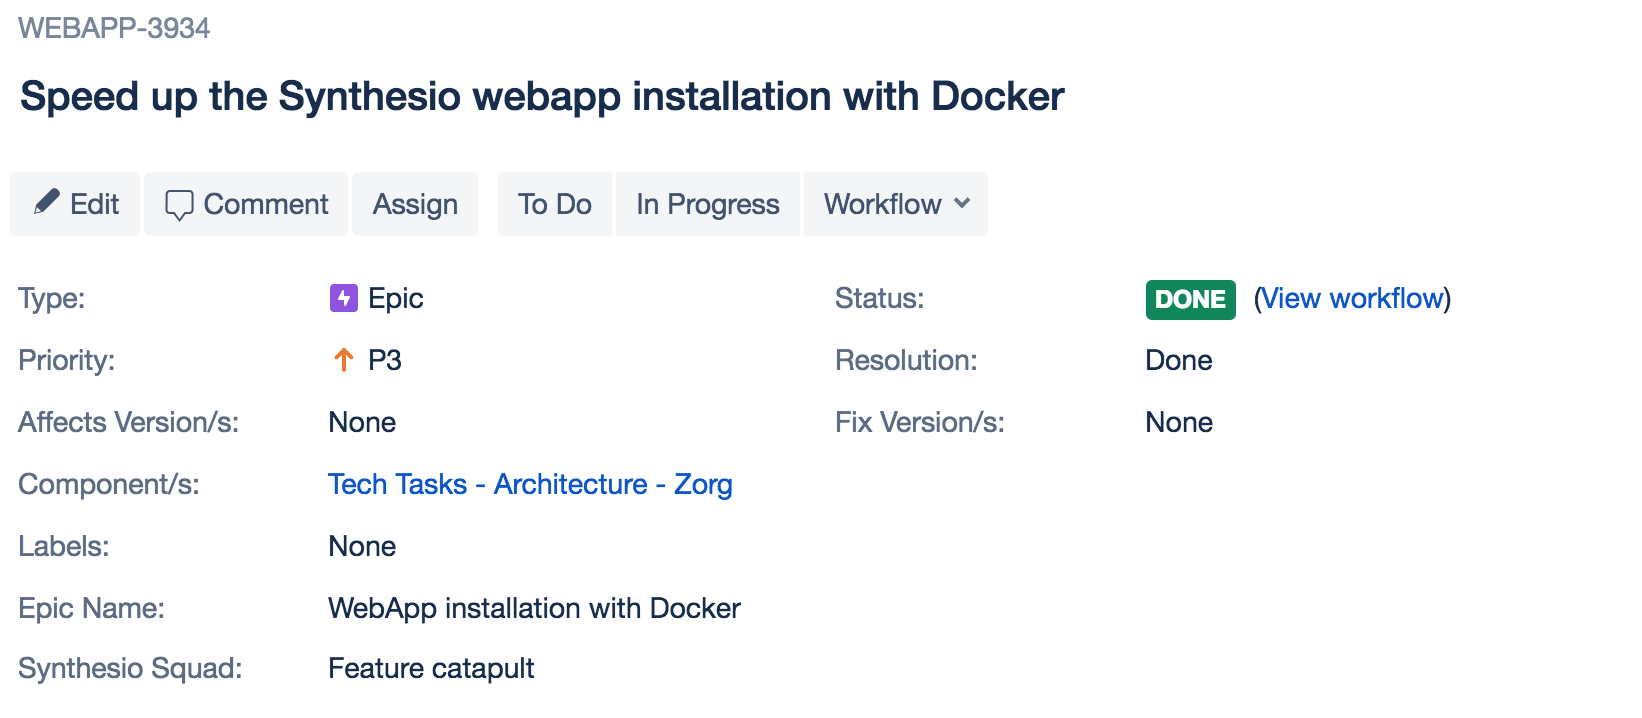 WEBAPP-3934
Speed up the Synthesio webapp installation with Docker
Edit Comment Assign To Do In Progress Workflow
Type: Epic Status: DONE (View workflow)
Priority: P3 Resolution: Done
Affects Version/s: None Fix Version/s: None
Component/s: Tech Tasks - Architecture - Zorg
Labels: None
Epic Name: WebApp installation with Docker
Synthesio Squad: Feature catapult